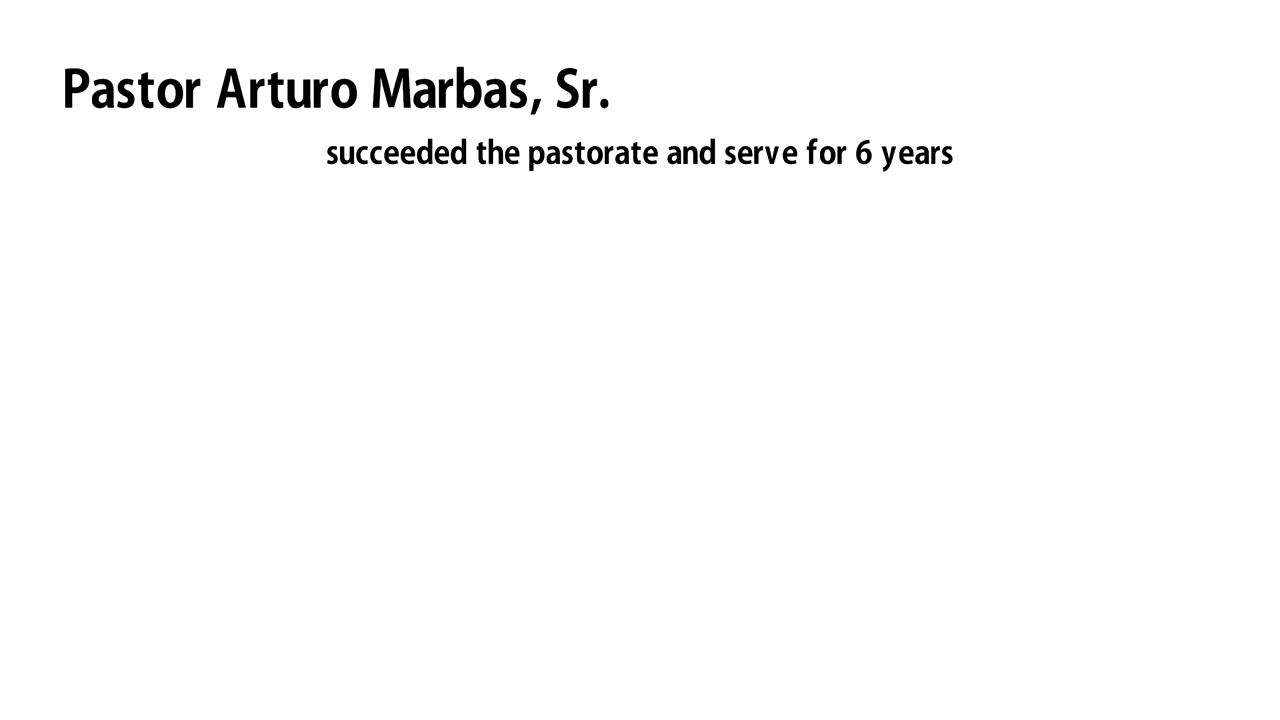 Pastor Arturo Marbas, Sr.
succeeded the pastorate and serve for 6 years